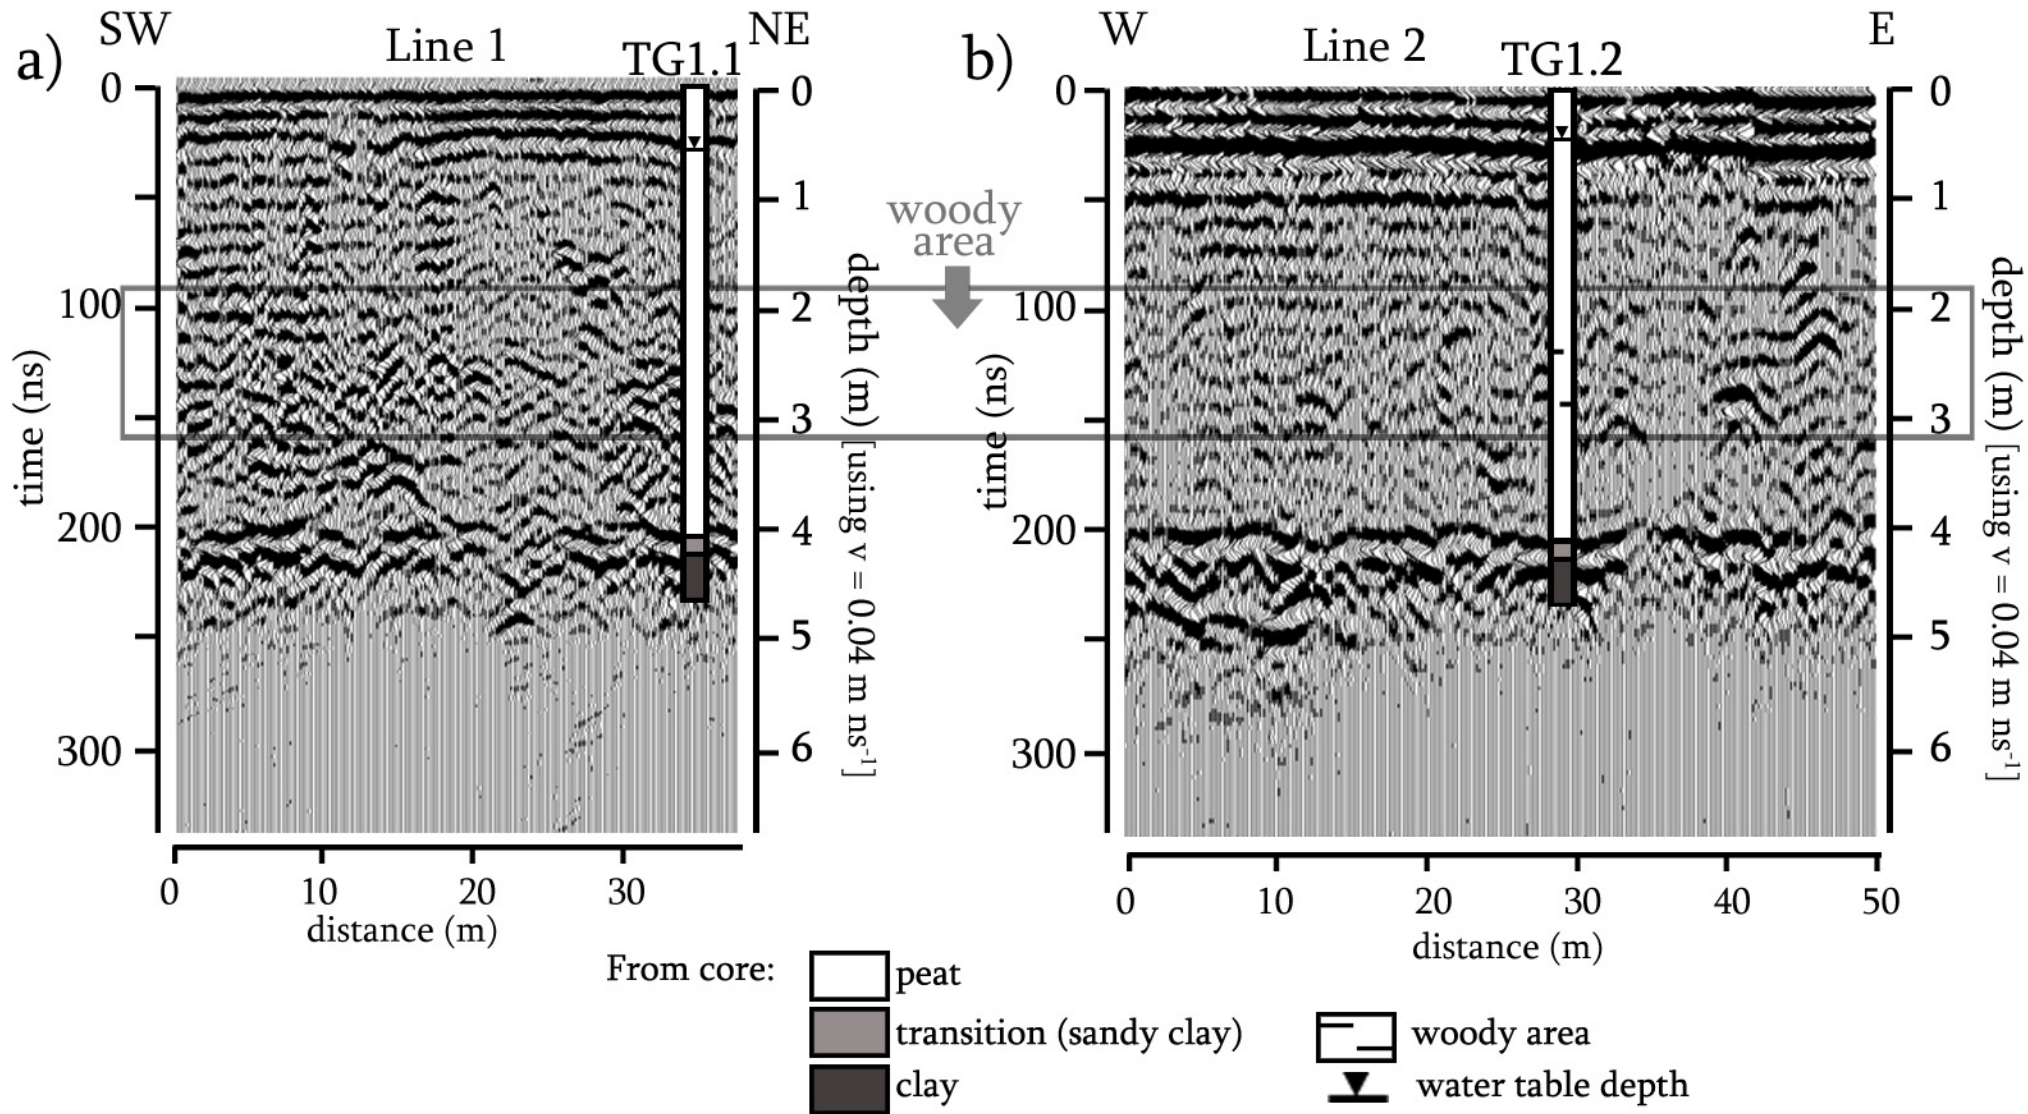 a)
SW
Line 1
TG1.1
NE
0
100
200
300
time (ns)
0
1
2
3
4
5
6
depth (m) [using v = 0.04 m ns⁻¹]
0 10 20 30
distance (m)
woody
area
b)
W
Line 2
TG1.2
E
0
100
200
300
time (ns)
0
1
2
3
4
5
6
depth (m) [using v = 0.04 m ns⁻¹]
0 10 20 30 40 50
distance (m)
From core:
peat
transition (sandy clay)
clay
woody area
water table depth